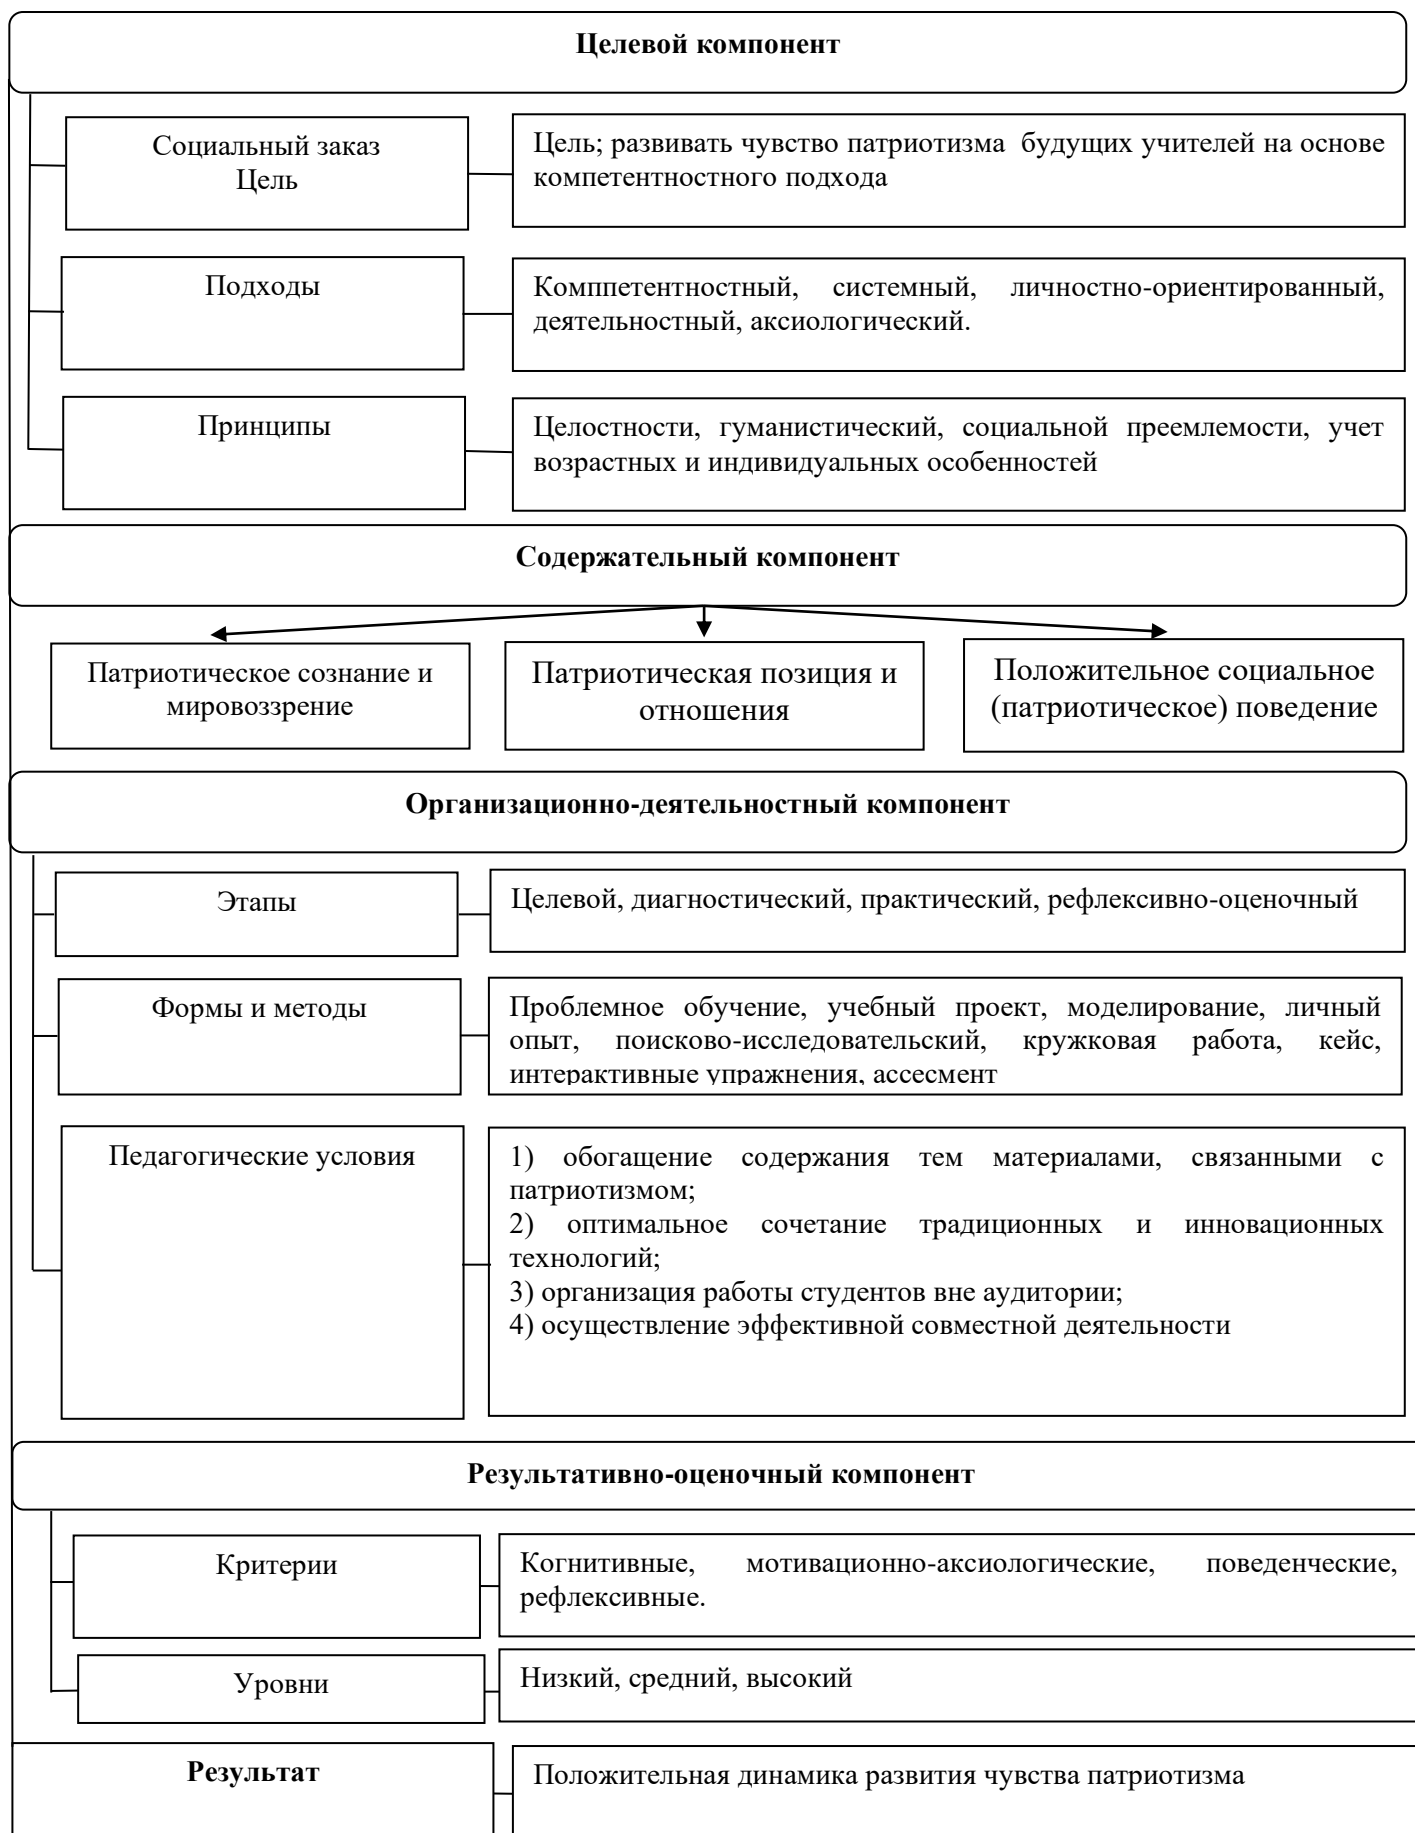 Целевой компонент
Социальный заказ
Цель
Цель; развивать чувство патриотизма будущих учителей на основе
компетентностного подхода
Подходы
Комппетентностный, системный, личностно-ориентированный,
деятельностный, аксиологический.
Принципы
Целостности, гуманистический, социальной преемлемости, учет
возрастных и индивидуальных особенностей
Содержательный компонент
Патриотическое сознание и
мировоззрение
Патриотическая позиция и
отношения
Положительное социальное
(патриотическое) поведение
Организационно-деятельностный компонент
Этапы
Целевой, диагностический, практический, рефлексивно-оценочный
Формы и методы
Проблемное обучение, учебный проект, моделирование, личный
опыт, поисково-исследовательский, кружковая работа, кейс,
интерактивные упражнения, ассесмент
Педагогические условия
1) обогащение содержания тем материалами, связанными с
патриотизмом;
2) оптимальное сочетание традиционных и инновационных
технологий;
3) организация работы студентов вне аудитории;
4) осуществление эффективной совместной деятельности
Результативно-оценочный компонент
Критерии
Когнитивные, мотивационно-аксиологические, поведенческие,
рефлексивные.
Уровни
Низкий, средний, высокий
Результат
Положительная динамика развития чувства патриотизма